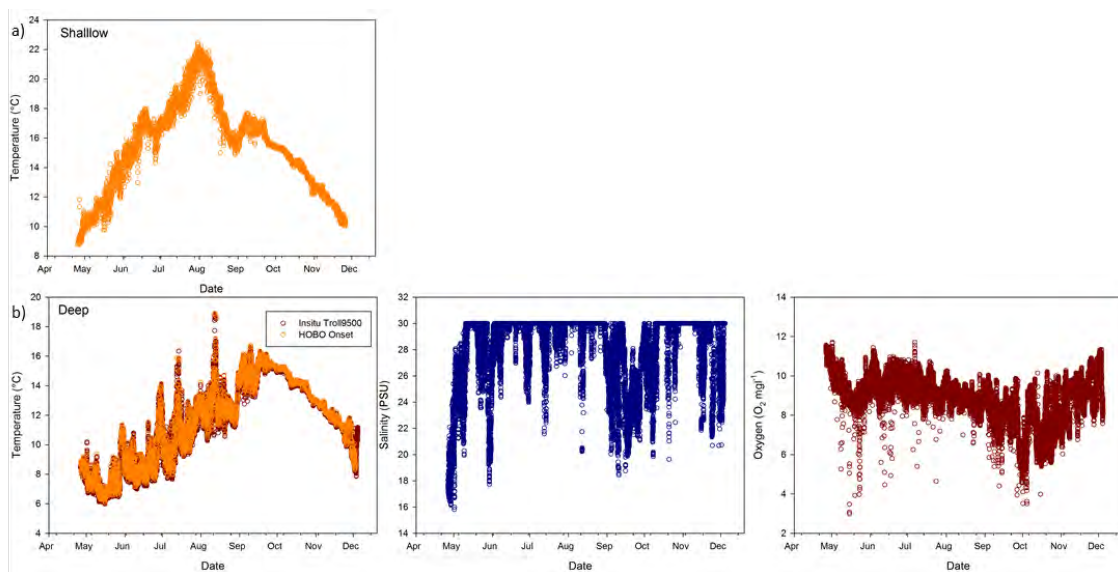 a)
Shalllow
Temperature (°C)
24
22
20
18
16
14
12
10
8
Apr May Jun Jul Aug Sep Oct Nov Dec
Date
b)
Deep
Insitu Troll9500
HOBO Onset
Temperature (°C)
20
18
16
14
12
10
8
6
4
Apr May Jun Jul Aug Sep Oct Nov Dec
Date
Salinity (PSU)
32
30
28
26
24
22
20
18
16
14
Apr May Jun Jul Aug Sep Oct Nov Dec
Date
Oxygen (O₂ mgl⁻¹)
14
12
10
8
6
4
2
Apr May Jun Jul Aug Sep Oct Nov Dec
Date